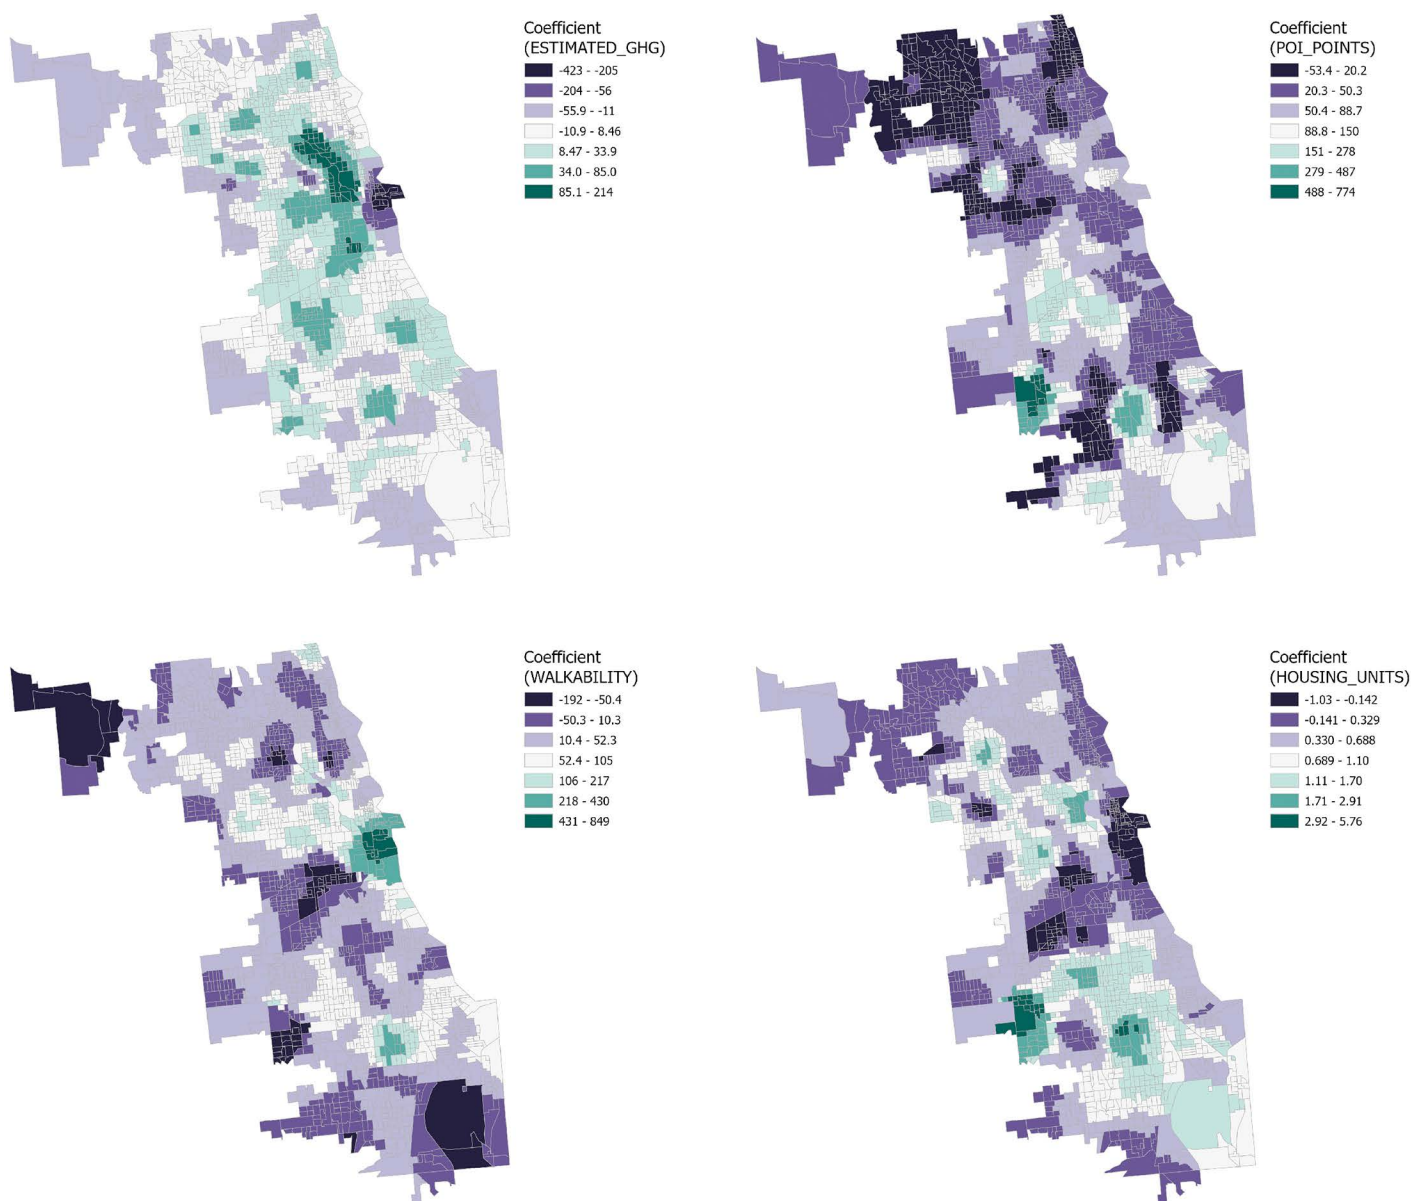 Coefficient
(ESTIMATED_GHG)
-423 - -205
-204 - -56
-55.9 - -11
-10.9 - 8.46
8.47 - 33.9
34.0 - 85.0
85.1 - 214
Coefficient
(POI_POINTS)
-53.4 - 20.2
20.3 - 50.3
50.4 - 88.7
88.8 - 150
151 - 278
279 - 487
488 - 774
Coefficient
(WALKABILITY)
-192 - -50.4
-50.3 - 10.3
10.4 - 52.3
52.4 - 105
106 - 217
218 - 430
431 - 849
Coefficient
(HOUSING_UNITS)
-1.03 - -0.142
-0.141 - 0.329
0.330 - 0.688
0.689 - 1.10
1.11 - 1.70
1.71 - 2.91
2.92 - 5.76